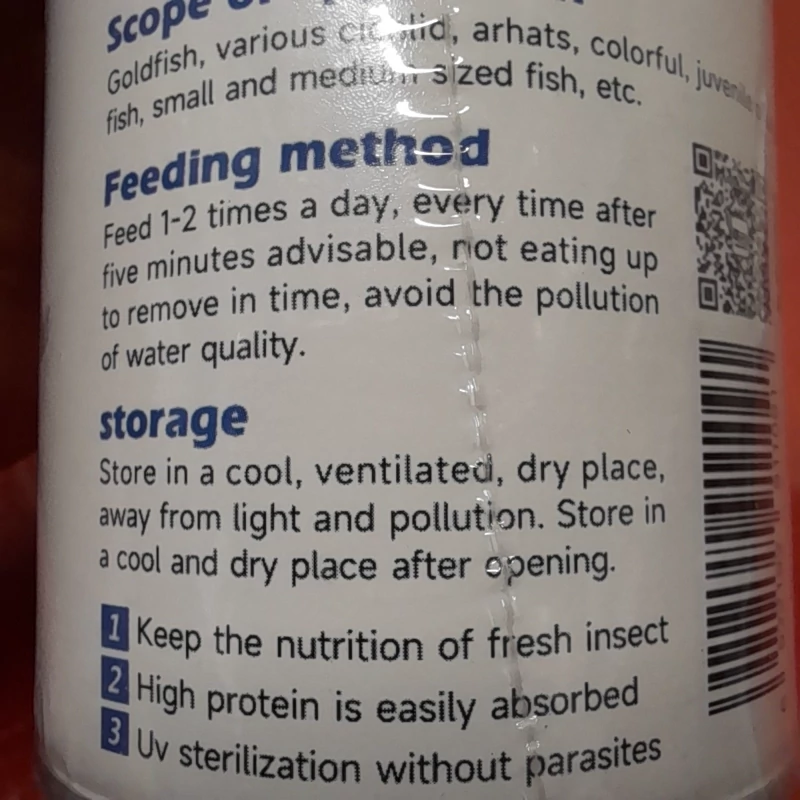 Scope
Goldfish, various cichlid, arhats, colorful, juvenile
fish, small and medium sized fish, etc.
Feeding method
Feed 1-2 times a day, every time after
five minutes advisable, not eating up
to remove in time, avoid the pollution
of water quality.
storage
Store in a cool, ventilated, dry place,
away from light and pollution. Store in
a cool and dry place after opening.
1 Keep the nutrition of fresh insect
2 High protein is easily absorbed
3 Uv sterilization without parasites